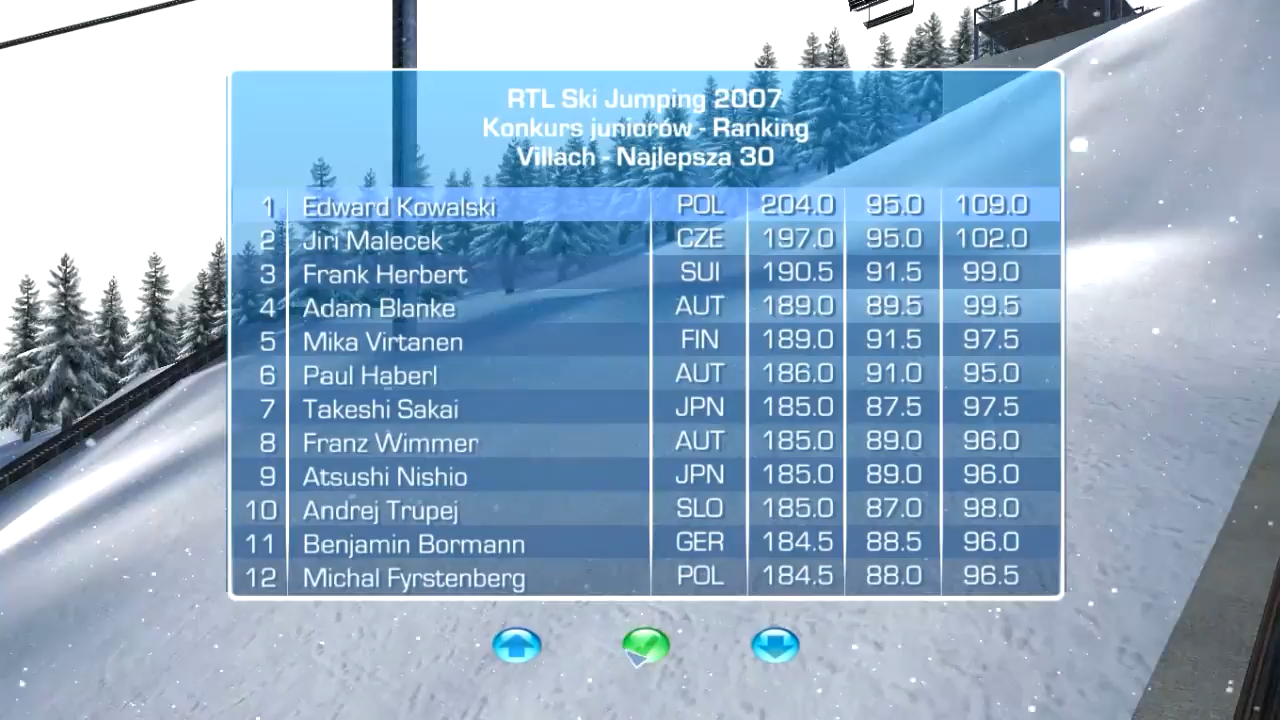 RTL Ski Jumping 2007
Konkurs juniorów - Ranking
Villach - Najlepsza 30
1 Edward Kowalski POL 204.0 95.0 109.0
2 Jiri Malecek CZE 197.0 95.0 102.0
3 Frank Herbert SUI 190.5 91.5 99.0
4 Adam Blanke AUT 189.0 89.5 99.5
5 Mika Virtanen FIN 189.0 91.5 97.5
6 Paul Haberl AUT 186.0 91.0 95.0
7 Takeshi Sakai JPN 185.0 87.5 97.5
8 Franz Wimmer AUT 185.0 89.0 96.0
9 Atsushi Nishio JPN 185.0 89.0 96.0
10 Andrej Trupej SLO 185.0 87.0 98.0
11 Benjamin Bormann GER 184.5 88.5 96.0
12 Michal Fyrstenberg POL 184.5 88.0 96.5